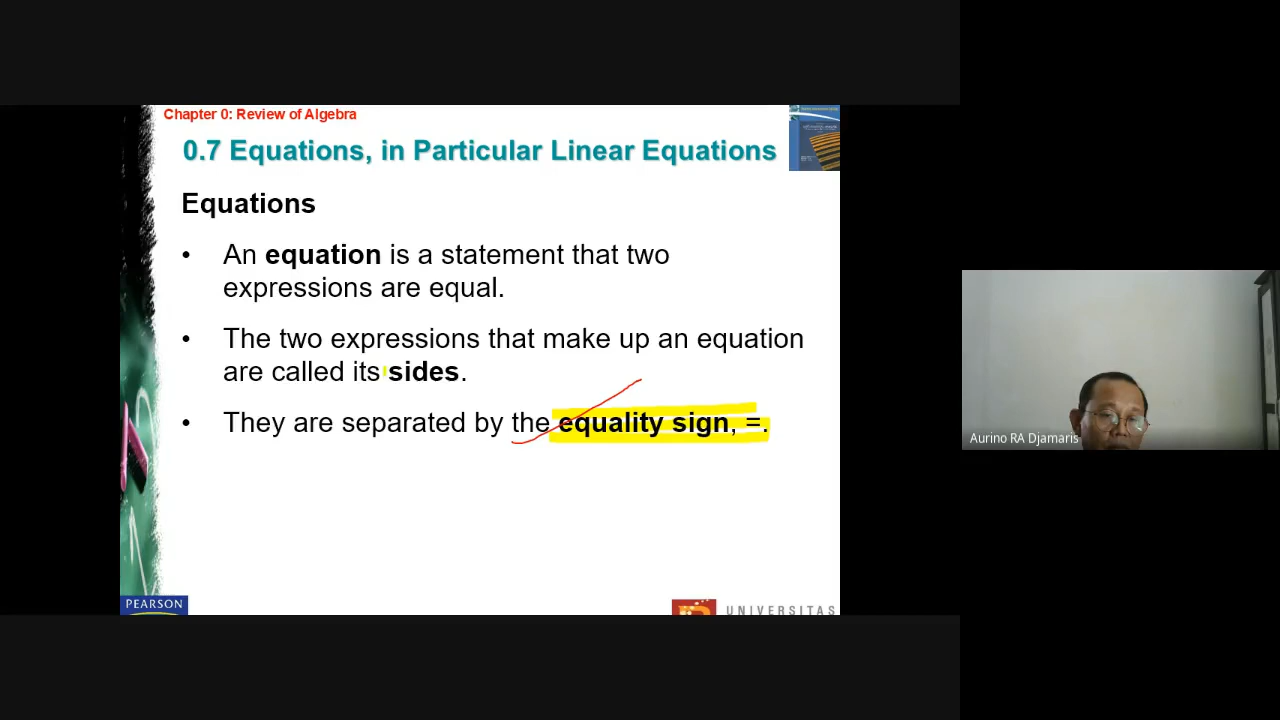 Chapter 0: Review of Algebra
0.7 Equations, in Particular Linear Equations
Equations
• An equation is a statement that two
expressions are equal.
• The two expressions that make up an equation
are called its sides.
• They are separated by the equality sign, =.
PEARSON
UNIVERSITAS
Aurino RA Djamaris